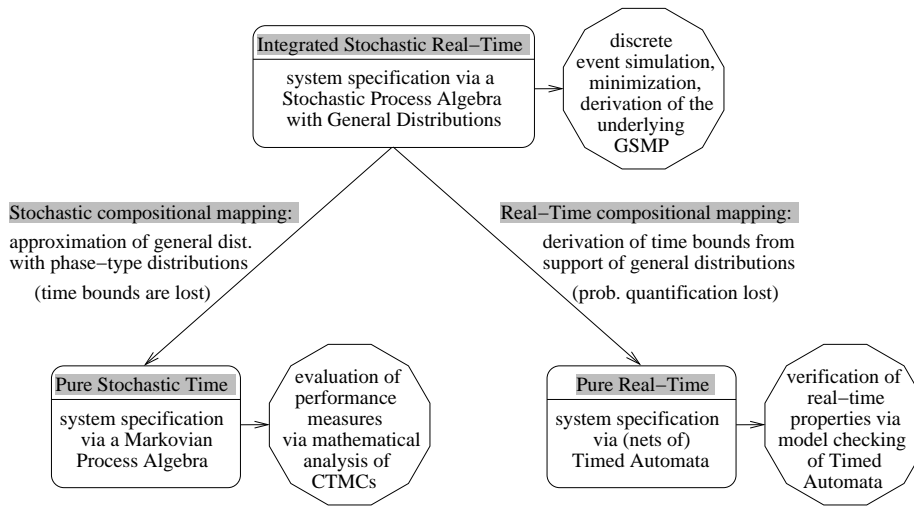 Integrated Stochastic Real−Time
system specification via a
Stochastic Process Algebra
with General Distributions
discrete
event simulation,
minimization,
derivation of the
underlying
GSMP
Stochastic compositional mapping:
approximation of general dist.
with phase−type distributions
(time bounds are lost)
Real−Time compositional mapping:
derivation of time bounds from
support of general distributions
(prob. quantification lost)
Pure Stochastic Time
system specification
via a Markovian
Process Algebra
evaluation of
performance
measures
via mathematical
analysis of
CTMCs
Pure Real−Time
system specification
via (nets of)
Timed Automata
verification of
real−time
properties via
model checking
of Timed
Automata